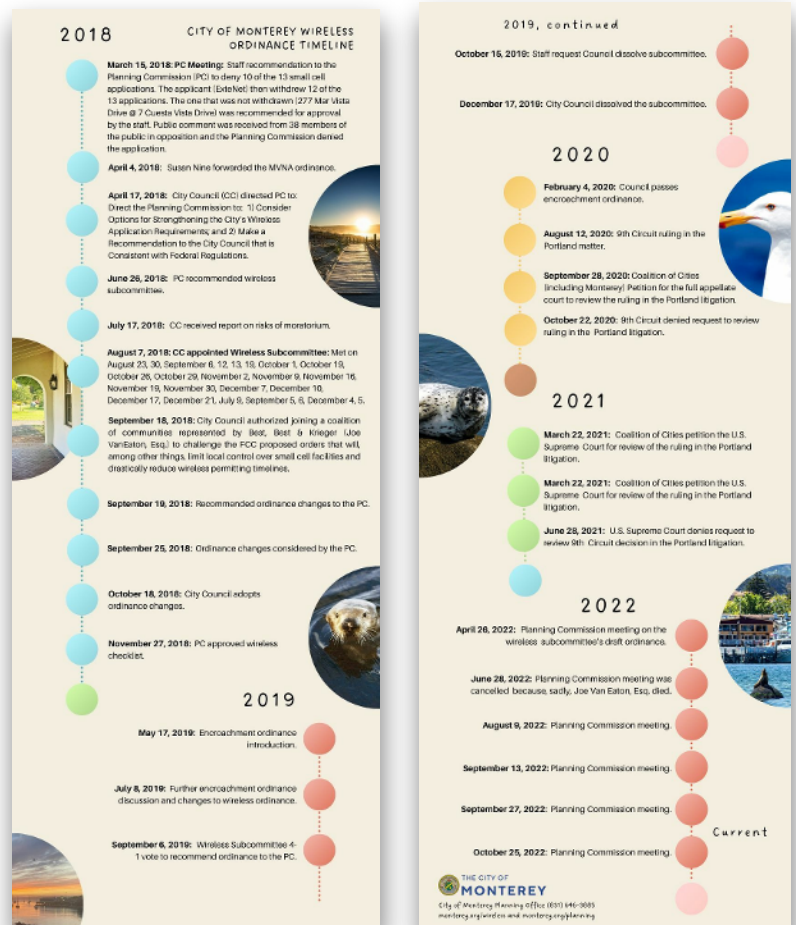 2018
CITY OF MONTEREY WIRELESS
ORDINANCE TIMELINE
March 15, 2018: PC Meeting: Staff recommendation to the
Planning Commission (PC) to deny 10 of the 13 small cell
applications. The applicant (ExteNet) then withdrew 12 of the
13 applications. The one that was not withdrawn (277 Mar Vista
Drive @ 7 Cuesta Vista Drive) was recommended for approval
by the staff. Public comment was received from 38 members of
the public in opposition and the Planning Commission denied
the application.
April 4, 2018: Susan Nine forwarded the MVNA ordinance.
April 17, 2018: City Council (CC) directed PC to:
Direct the Planning Commission to: 1) Consider
Options for Strengthening the City's Wireless
Application Requirements; and 2) Make a
Recommendation to the City Council that is
Consistent with Federal Regulations.
June 26, 2018: PC recommended wireless
subcommittee.
July 17, 2018: CC received report on risks of moratorium.
August 7, 2018: CC appointed Wireless Subcommittee: Met on
August 23, 30, September 6, 12, 13, 19, October 1, October 19,
October 26, October 29, November 2, November 9, November 16,
November 19, November 30, December 7, December 10,
December 17, December 21, July 9, September 5, 6, December 4, 5.
September 18, 2018: City Council authorized joining a coalition
of communities represented by Best, Best & Krieger (Joe
VanEaton, Esq.) to challenge the FCC proposed orders that will,
among other things, limit local control over small cell facilities and
drastically reduce wireless permitting timelines.
September 19, 2018: Recommended ordinance changes to the PC.
September 25, 2018: Ordinance changes considered by the PC.
October 18, 2018: City Council adopts
ordinance changes.
November 27, 2018: PC approved wireless
checklist.
2019
May 17, 2019: Encroachment ordinance
introduction.
July 8, 2019: Further encroachment ordinance
discussion and changes to wireless ordinance.
September 6, 2019: Wireless Subcommittee 4-
1 vote to recommend ordinance to the PC.
2019, continued
October 15, 2019: Staff request Council dissolve subcommittee.
December 17, 2019: City Council dissolved the subcommittee.
2020
February 4, 2020: Council passes
encroachment ordinance.
August 12, 2020: 9th Circuit ruling in the
Portland matter.
September 28, 2020: Coalition of Cities
(including Monterey) Petition for the full appellate
court to review the ruling in the Portland litigation.
October 22, 2020: 9th Circuit denied request to review
ruling in the Portland litigation.
2021
March 22, 2021: Coalition of Cities petition the U.S.
Supreme Court for review of the ruling in the Portland
litigation.
March 22, 2021: Coalition of Cities petition the U.S.
Supreme Court for review of the ruling in the Portland
litigation.
June 28, 2021: U.S. Supreme Court denies request to
review 9th Circuit decision in the Portland litigation.
2022
April 26, 2022: Planning Commission meeting on the
wireless subcommittee's draft ordinance.
June 28, 2022: Planning Commission meeting was
cancelled because, sadly, Joe Van Eaton, Esq. died.
August 9, 2022: Planning Commission meeting.
September 13, 2022: Planning Commission meeting.
September 27, 2022: Planning Commission meeting.
Current
October 25, 2022: Planning Commission meeting.
THE CITY OF
MONTEREY
City of Monterey Planning Office (831) 646-3885
monterey.org/wireless and monterey.org/planning